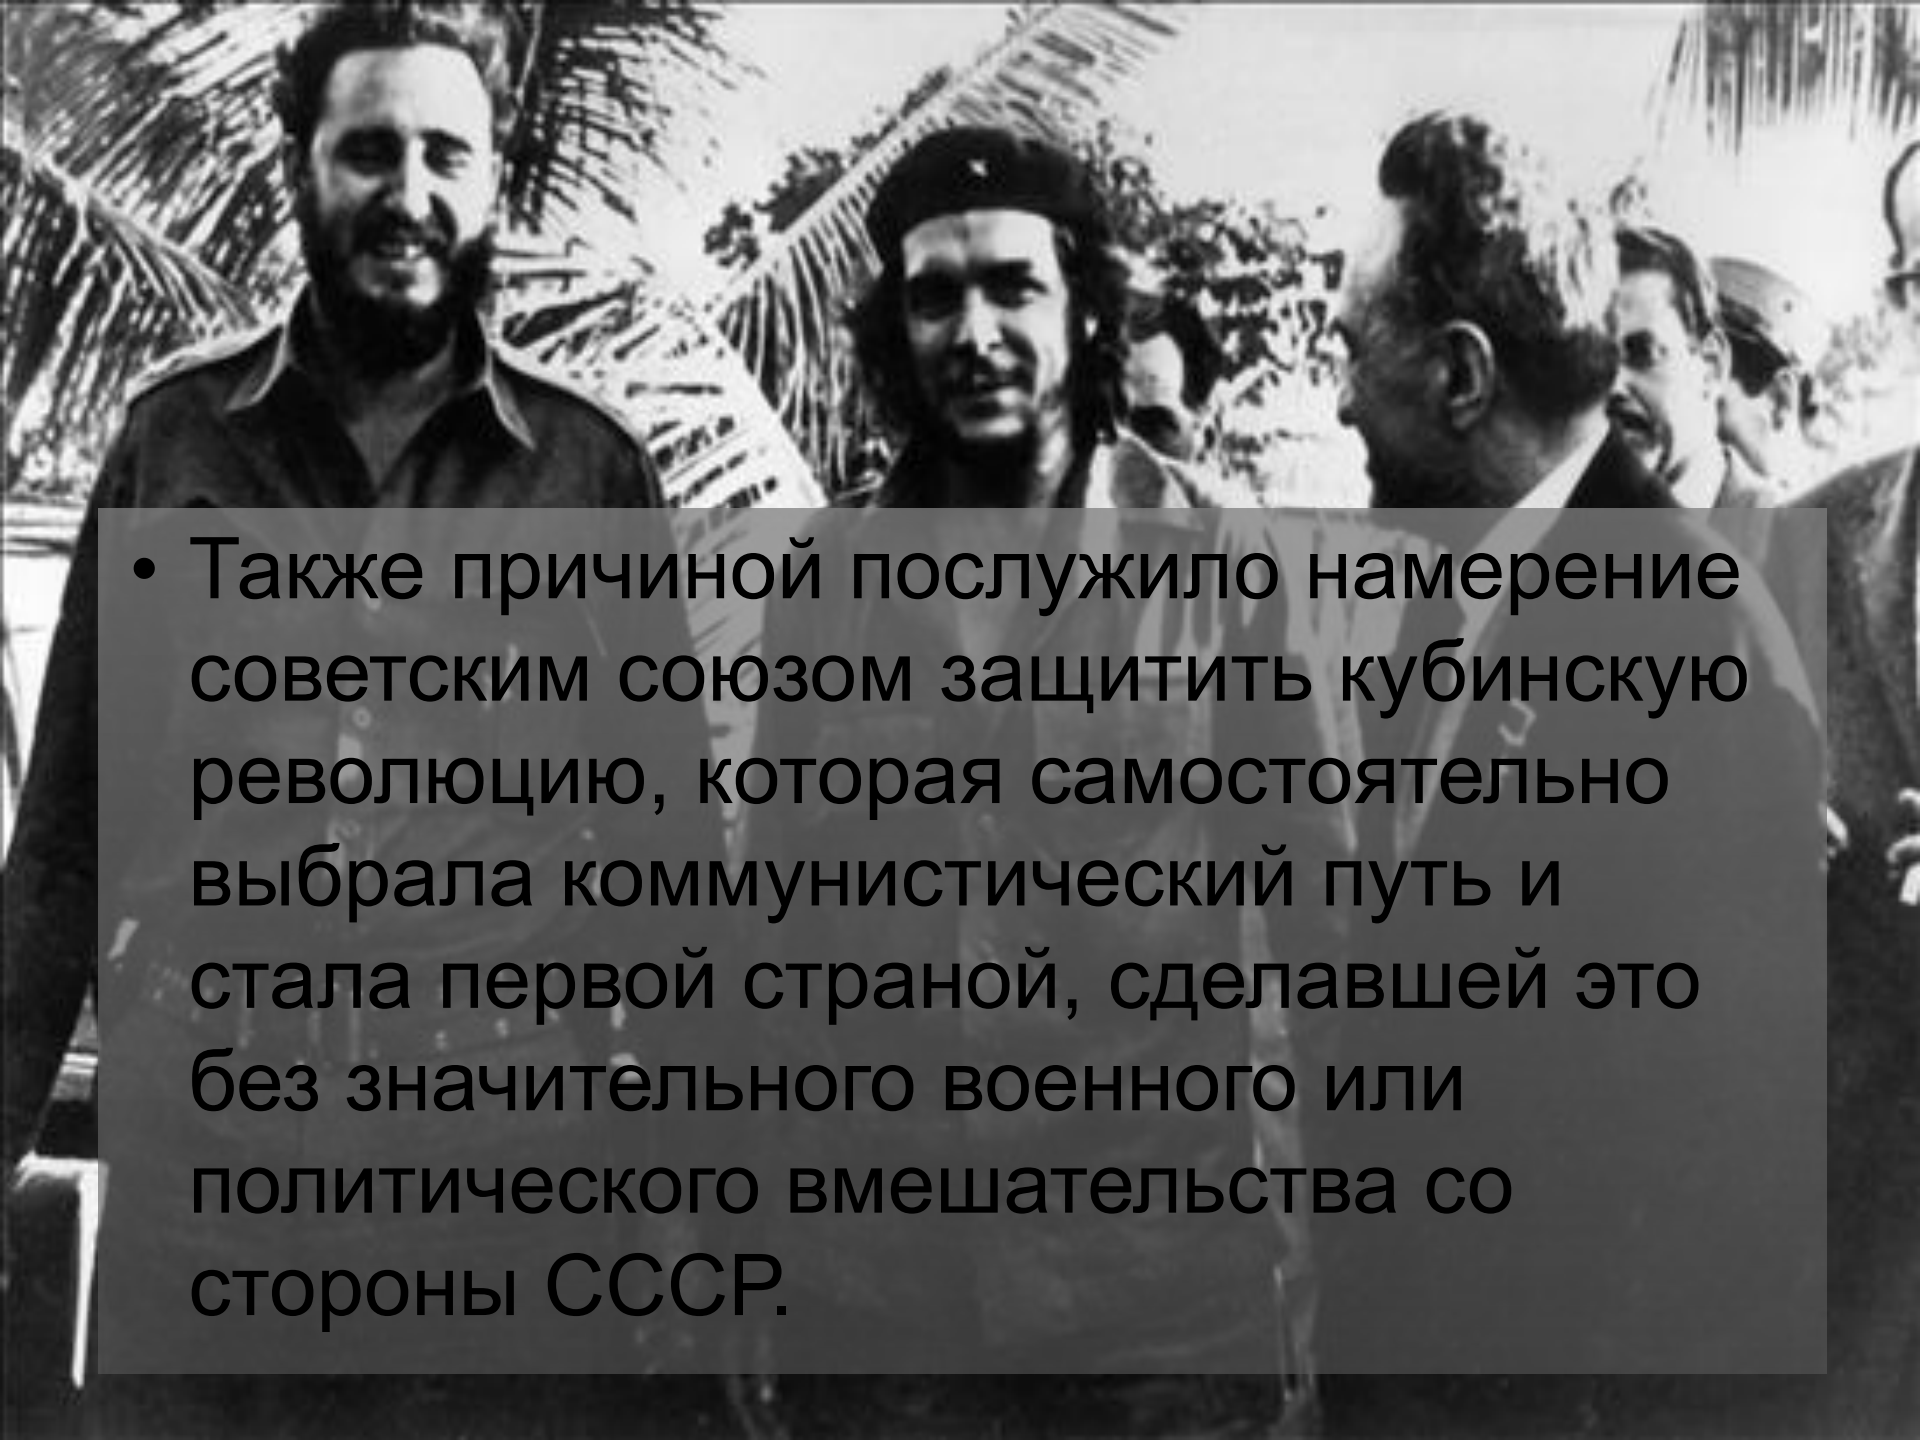 • Также причиной послужило намерение
советским союзом защитить кубинскую
революцию, которая самостоятельно
выбрала коммунистический путь и
стала первой страной, сделавшей это
без значительного военного или
политического вмешательства со
стороны СССР.